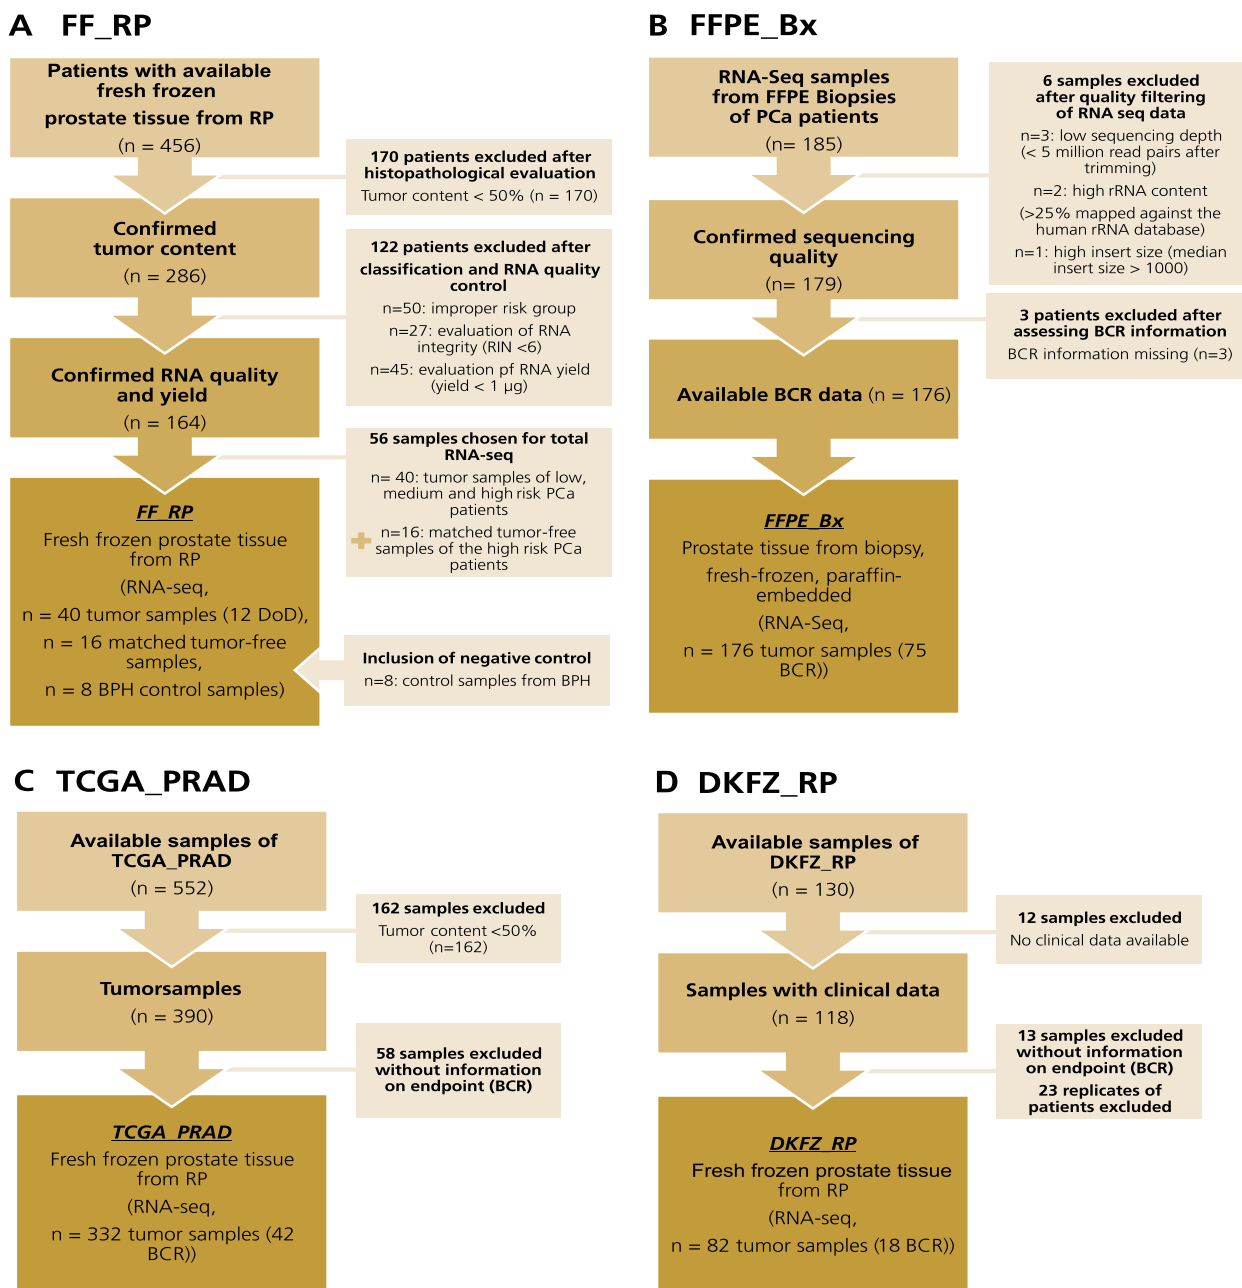 A FF_RP
Patients with available
fresh frozen
prostate tissue from RP
(n = 456)
170 patients excluded after
histopathological evaluation
Tumor content < 50% (n = 170)
Confirmed
tumor content
(n = 286)
122 patients excluded after
classification and RNA quality
control
n=50: improper risk group
n=27: evaluation of RNA
integrity (RIN <6)
n=45: evaluation pf RNA yield
(yield < 1 µg)
Confirmed RNA quality
and yield
(n = 164)
56 samples chosen for total
RNA-seq
n= 40: tumor samples of low,
medium and high risk PCa
patients
n=16: matched tumor-free
samples of the high risk PCa
patients
FF_RP
Fresh frozen prostate tissue
from RP
(RNA-seq,
n = 40 tumor samples (12 DoD),
n = 16 matched tumor-free
samples,
n = 8 BPH control samples)
Inclusion of negative control
n=8: control samples from BPH
B FFPE_Bx
RNA-Seq samples
from FFPE Biopsies
of PCa patients
(n= 185)
6 samples excluded
after quality filtering
of RNA seq data
n=3: low sequencing depth
(< 5 million read pairs after
trimming)
n=2: high rRNA content
(>25% mapped against the
human rRNA database)
n=1: high insert size (median
insert size > 1000)
Confirmed sequencing
quality
(n = 179)
3 patients excluded after
assessing BCR information
BCR information missing (n=3)
Available BCR data (n = 176)
FFPE_Bx
Prostate tissue from biopsy,
fresh-frozen, paraffin-
embedded
(RNA-Seq,
n = 176 tumor samples (75
BCR))
C TCGA_PRAD
Available samples of
TCGA_PRAD
(n = 552)
162 samples excluded
Tumor content <50%
(n=162)
Tumorsamples
(n = 390)
58 samples excluded
without information
on endpoint (BCR)
TCGA_PRAD
Fresh frozen prostate tissue
from RP
(RNA-seq,
n = 332 tumor samples (42
BCR))
D DKFZ_RP
Available samples of
DKFZ_RP
(n = 130)
12 samples excluded
No clinical data available
Samples with clinical data
(n = 118)
13 samples excluded
without information
on endpoint (BCR)
23 replicates of
patients excluded
DKFZ_RP
Fresh frozen prostate tissue
from RP
(RNA-seq,
n = 82 tumor samples (18 BCR))